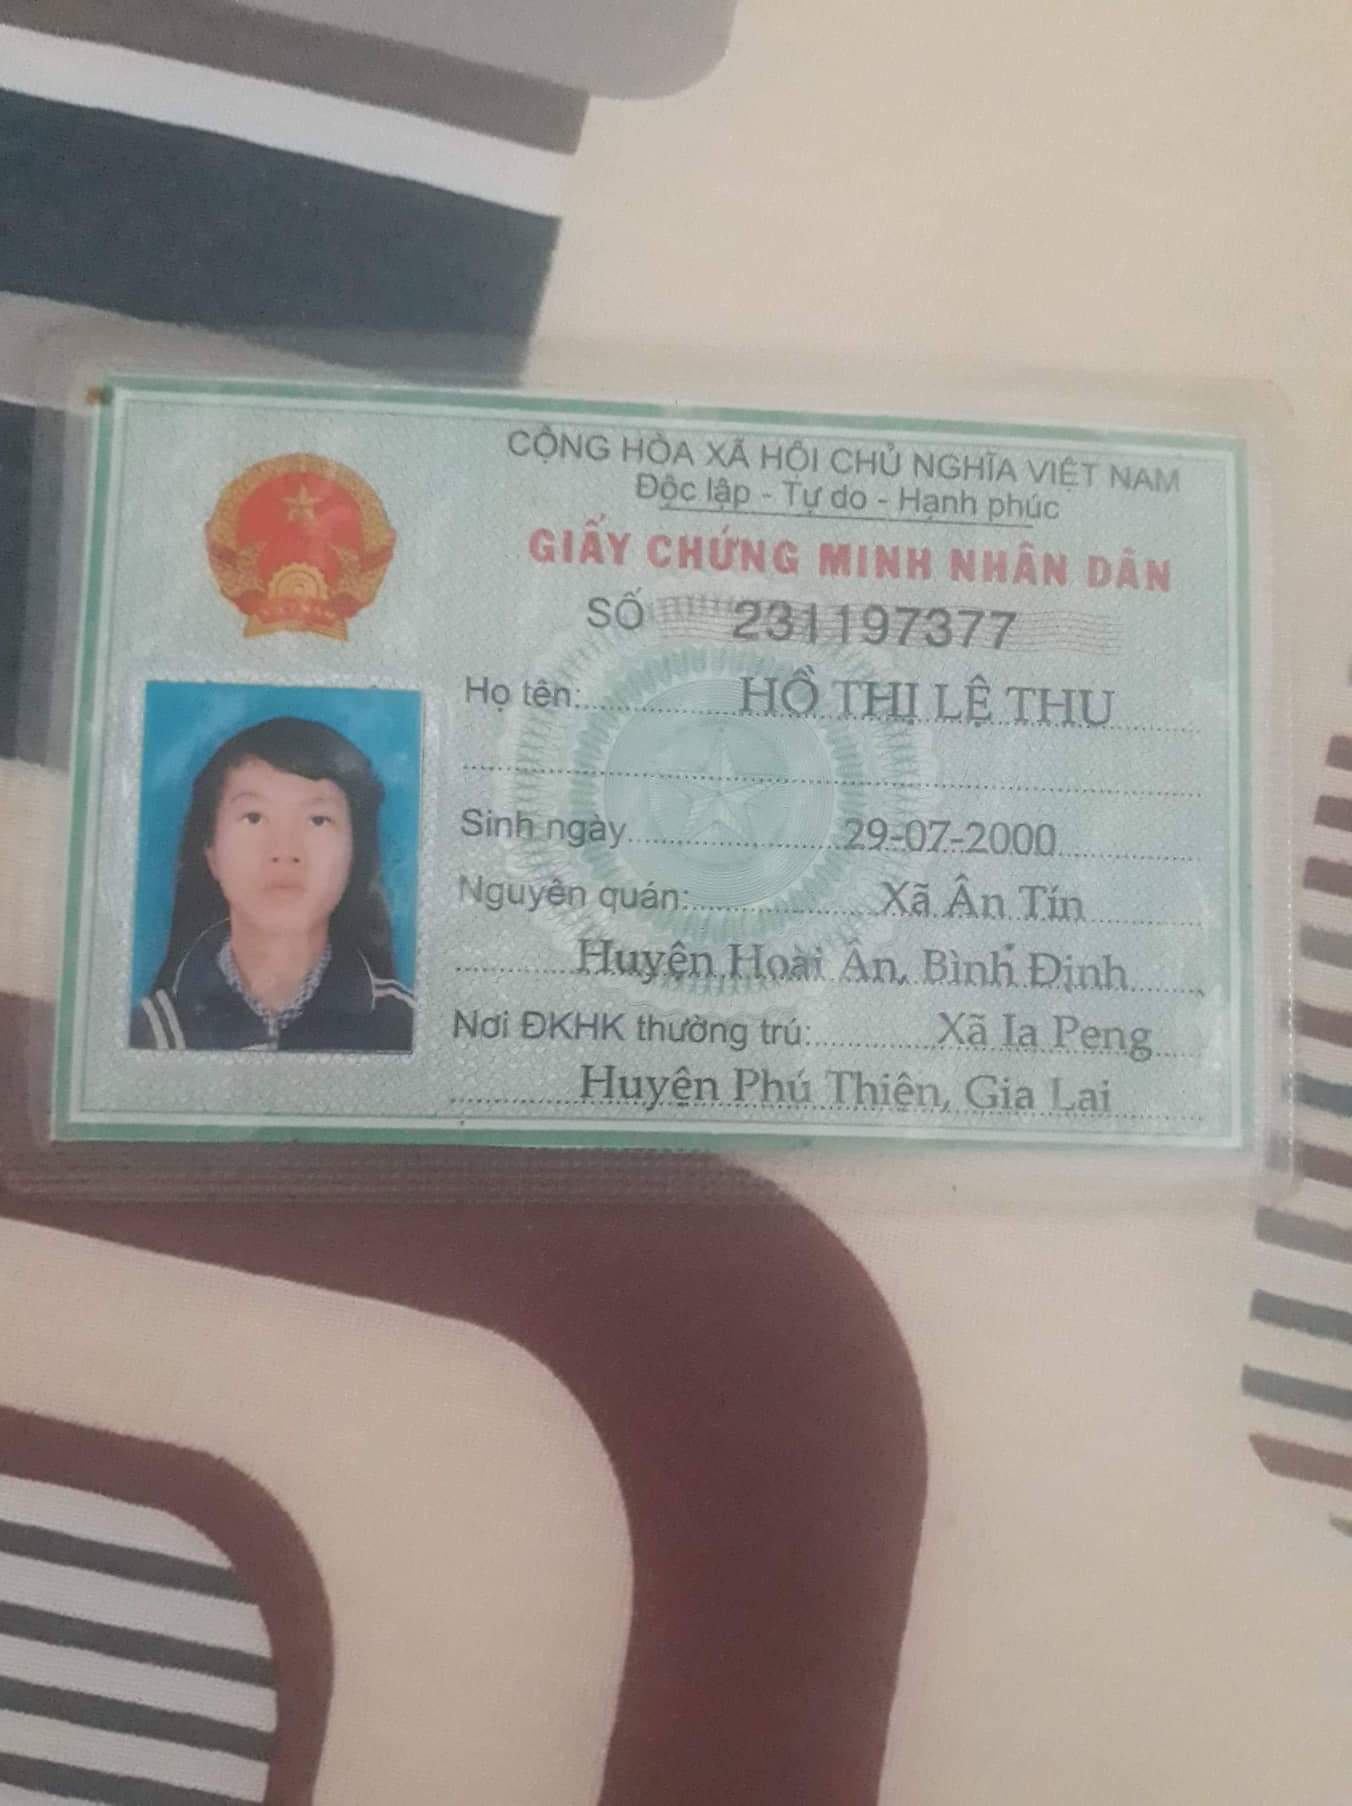 CỘNG HÒA XÃ HỘI CHỦ NGHĨA VIỆT NAM
Độc lập - Tự do - Hạnh phúc
GIẤY CHỨNG MINH NHÂN DÂN
SỐ 231197377
Họ tên: HỒ THỊ LỆ THU
Sinh ngày 29-07-2000
Nguyên quán: Xã Ân Tín
Huyện Hoài Ân, Bình Định
Nơi ĐKHK thường trú: Xã Ia Peng
Huyện Phú Thiện, Gia Lai